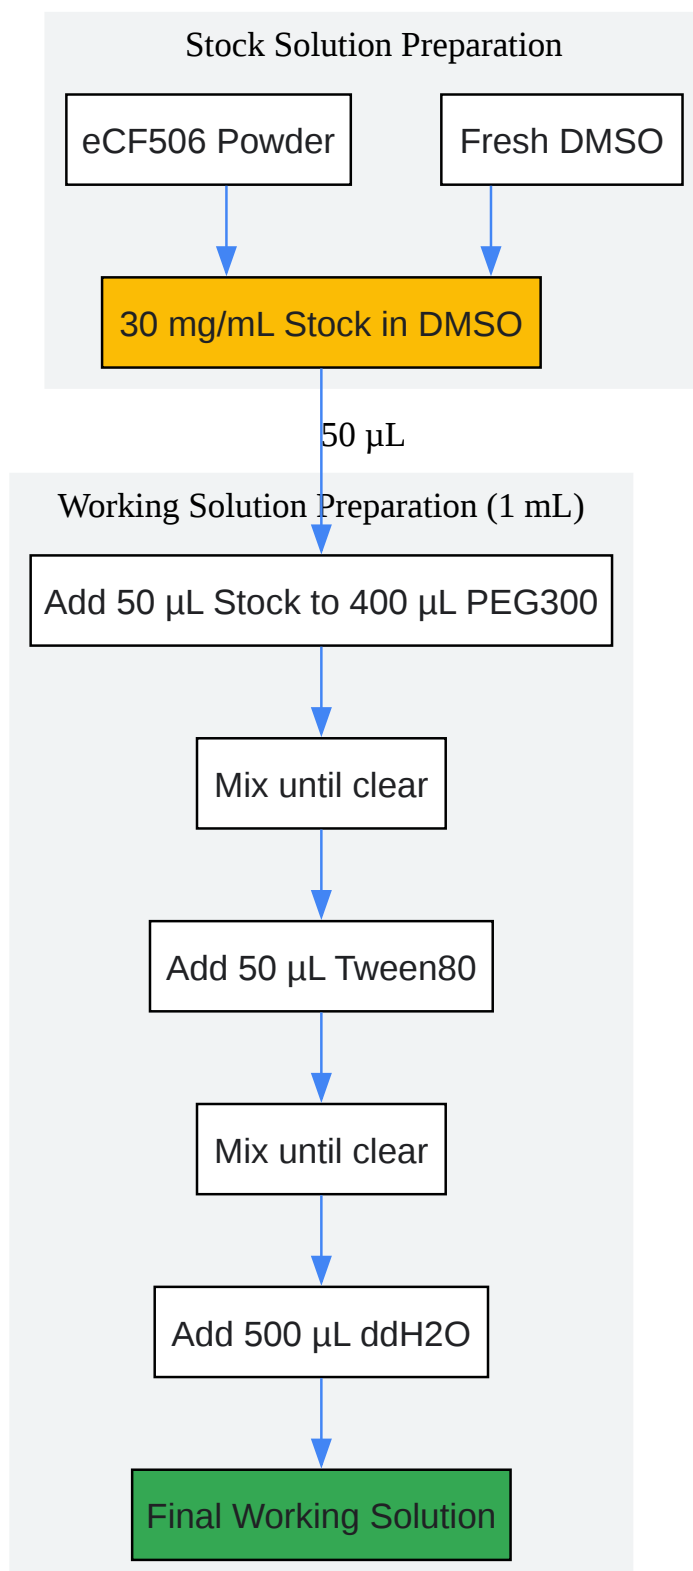 Stock Solution Preparation
eCF506 Powder
Fresh DMSO
30 mg/mL Stock in DMSO
50 µL
Working Solution Preparation (1 mL)
Add 50 µL Stock to 400 µL PEG300
Mix until clear
Add 50 µL Tween80
Mix until clear
Add 500 µL ddH2O
Final Working Solution